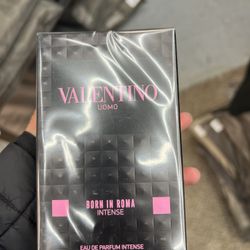 VALENTINO
UOMO
BORN IN ROMA
INTENSE
EAU DE PARFUM INTENSE